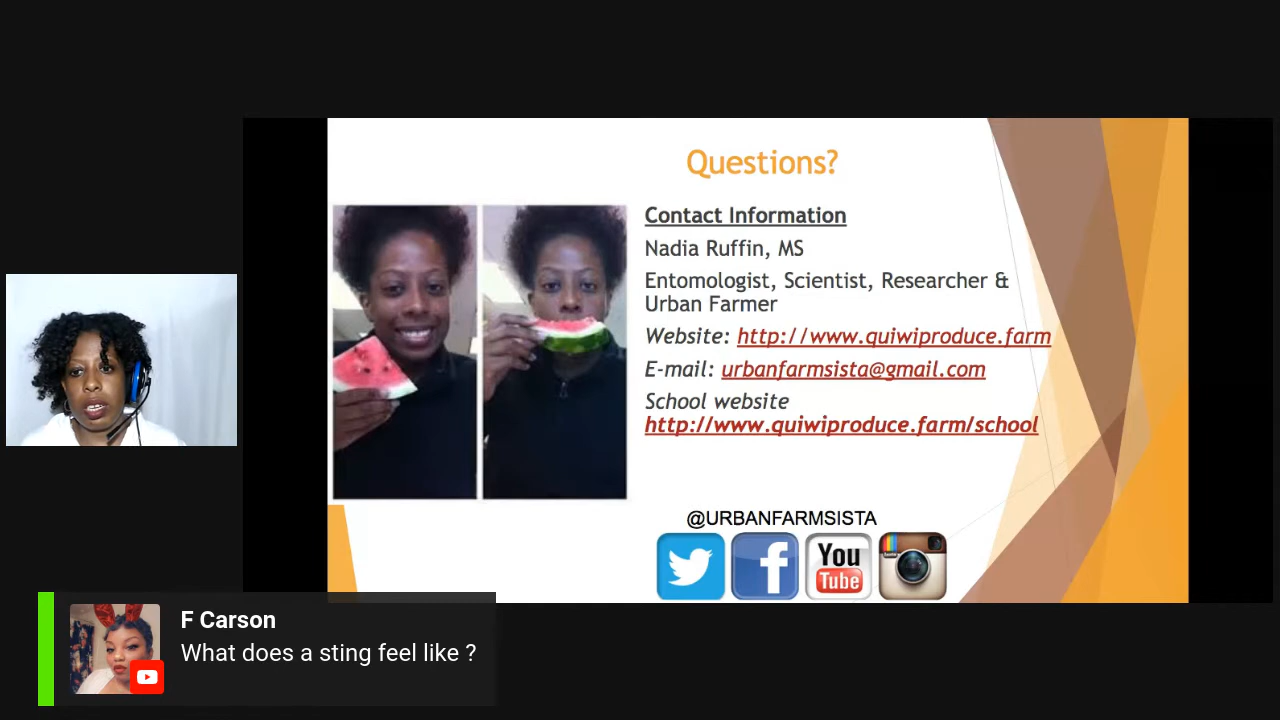 Questions?
Contact Information
Nadia Ruffin, MS
Entomologist, Scientist, Researcher &
Urban Farmer
Website: http://www.quiwiproduce.farm
E-mail: urbanfarmsista@gmail.com
School website
http://www.quiwiproduce.farm/school
@URBANFARMSISTA
f
You
Tube
F Carson
What does a sting feel like ?